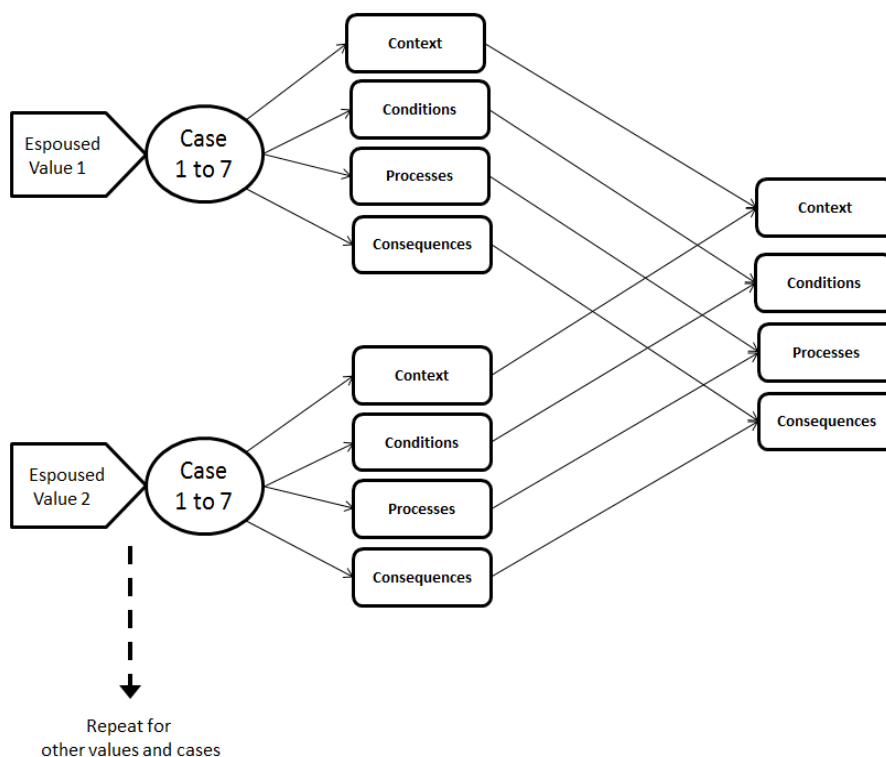 Espoused
Value 1
Case
1 to 7
Context
Conditions
Processes
Consequences
Espoused
Value 2
Case
1 to 7
Context
Conditions
Processes
Consequences
Context
Conditions
Processes
Consequences
Repeat for
other values and cases